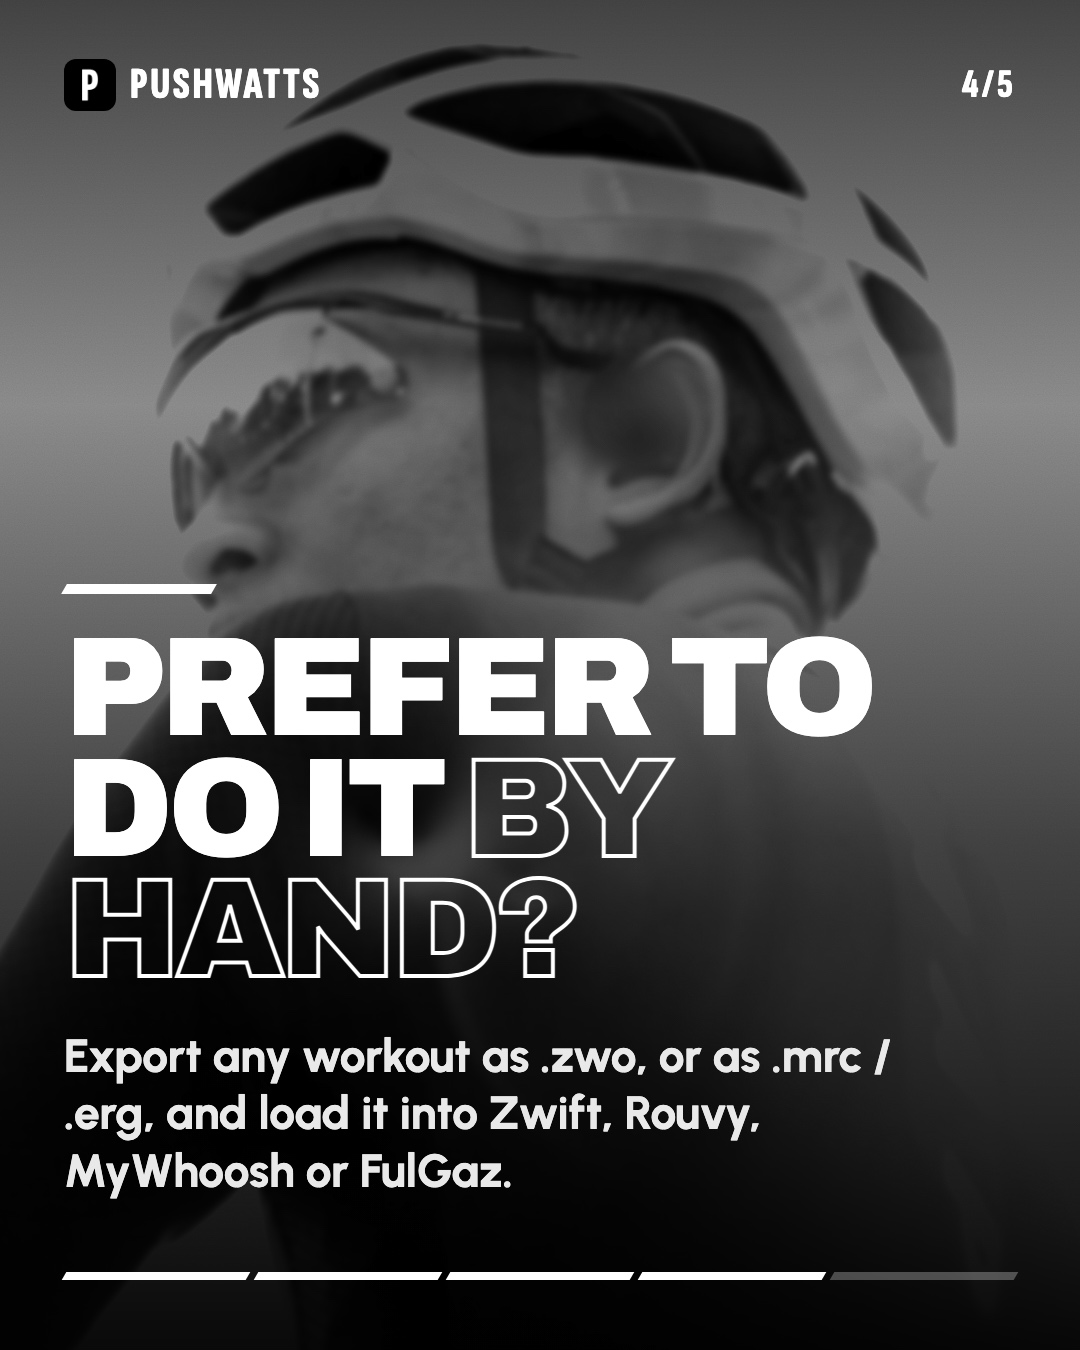 P PUSHWATTS
4/5
PREFER TO
DO IT BY
HAND?
Export any workout as .zwo, or as .mrc /
.erg, and load it into Zwift, Rouvy,
MyWhoosh or FulGaz.